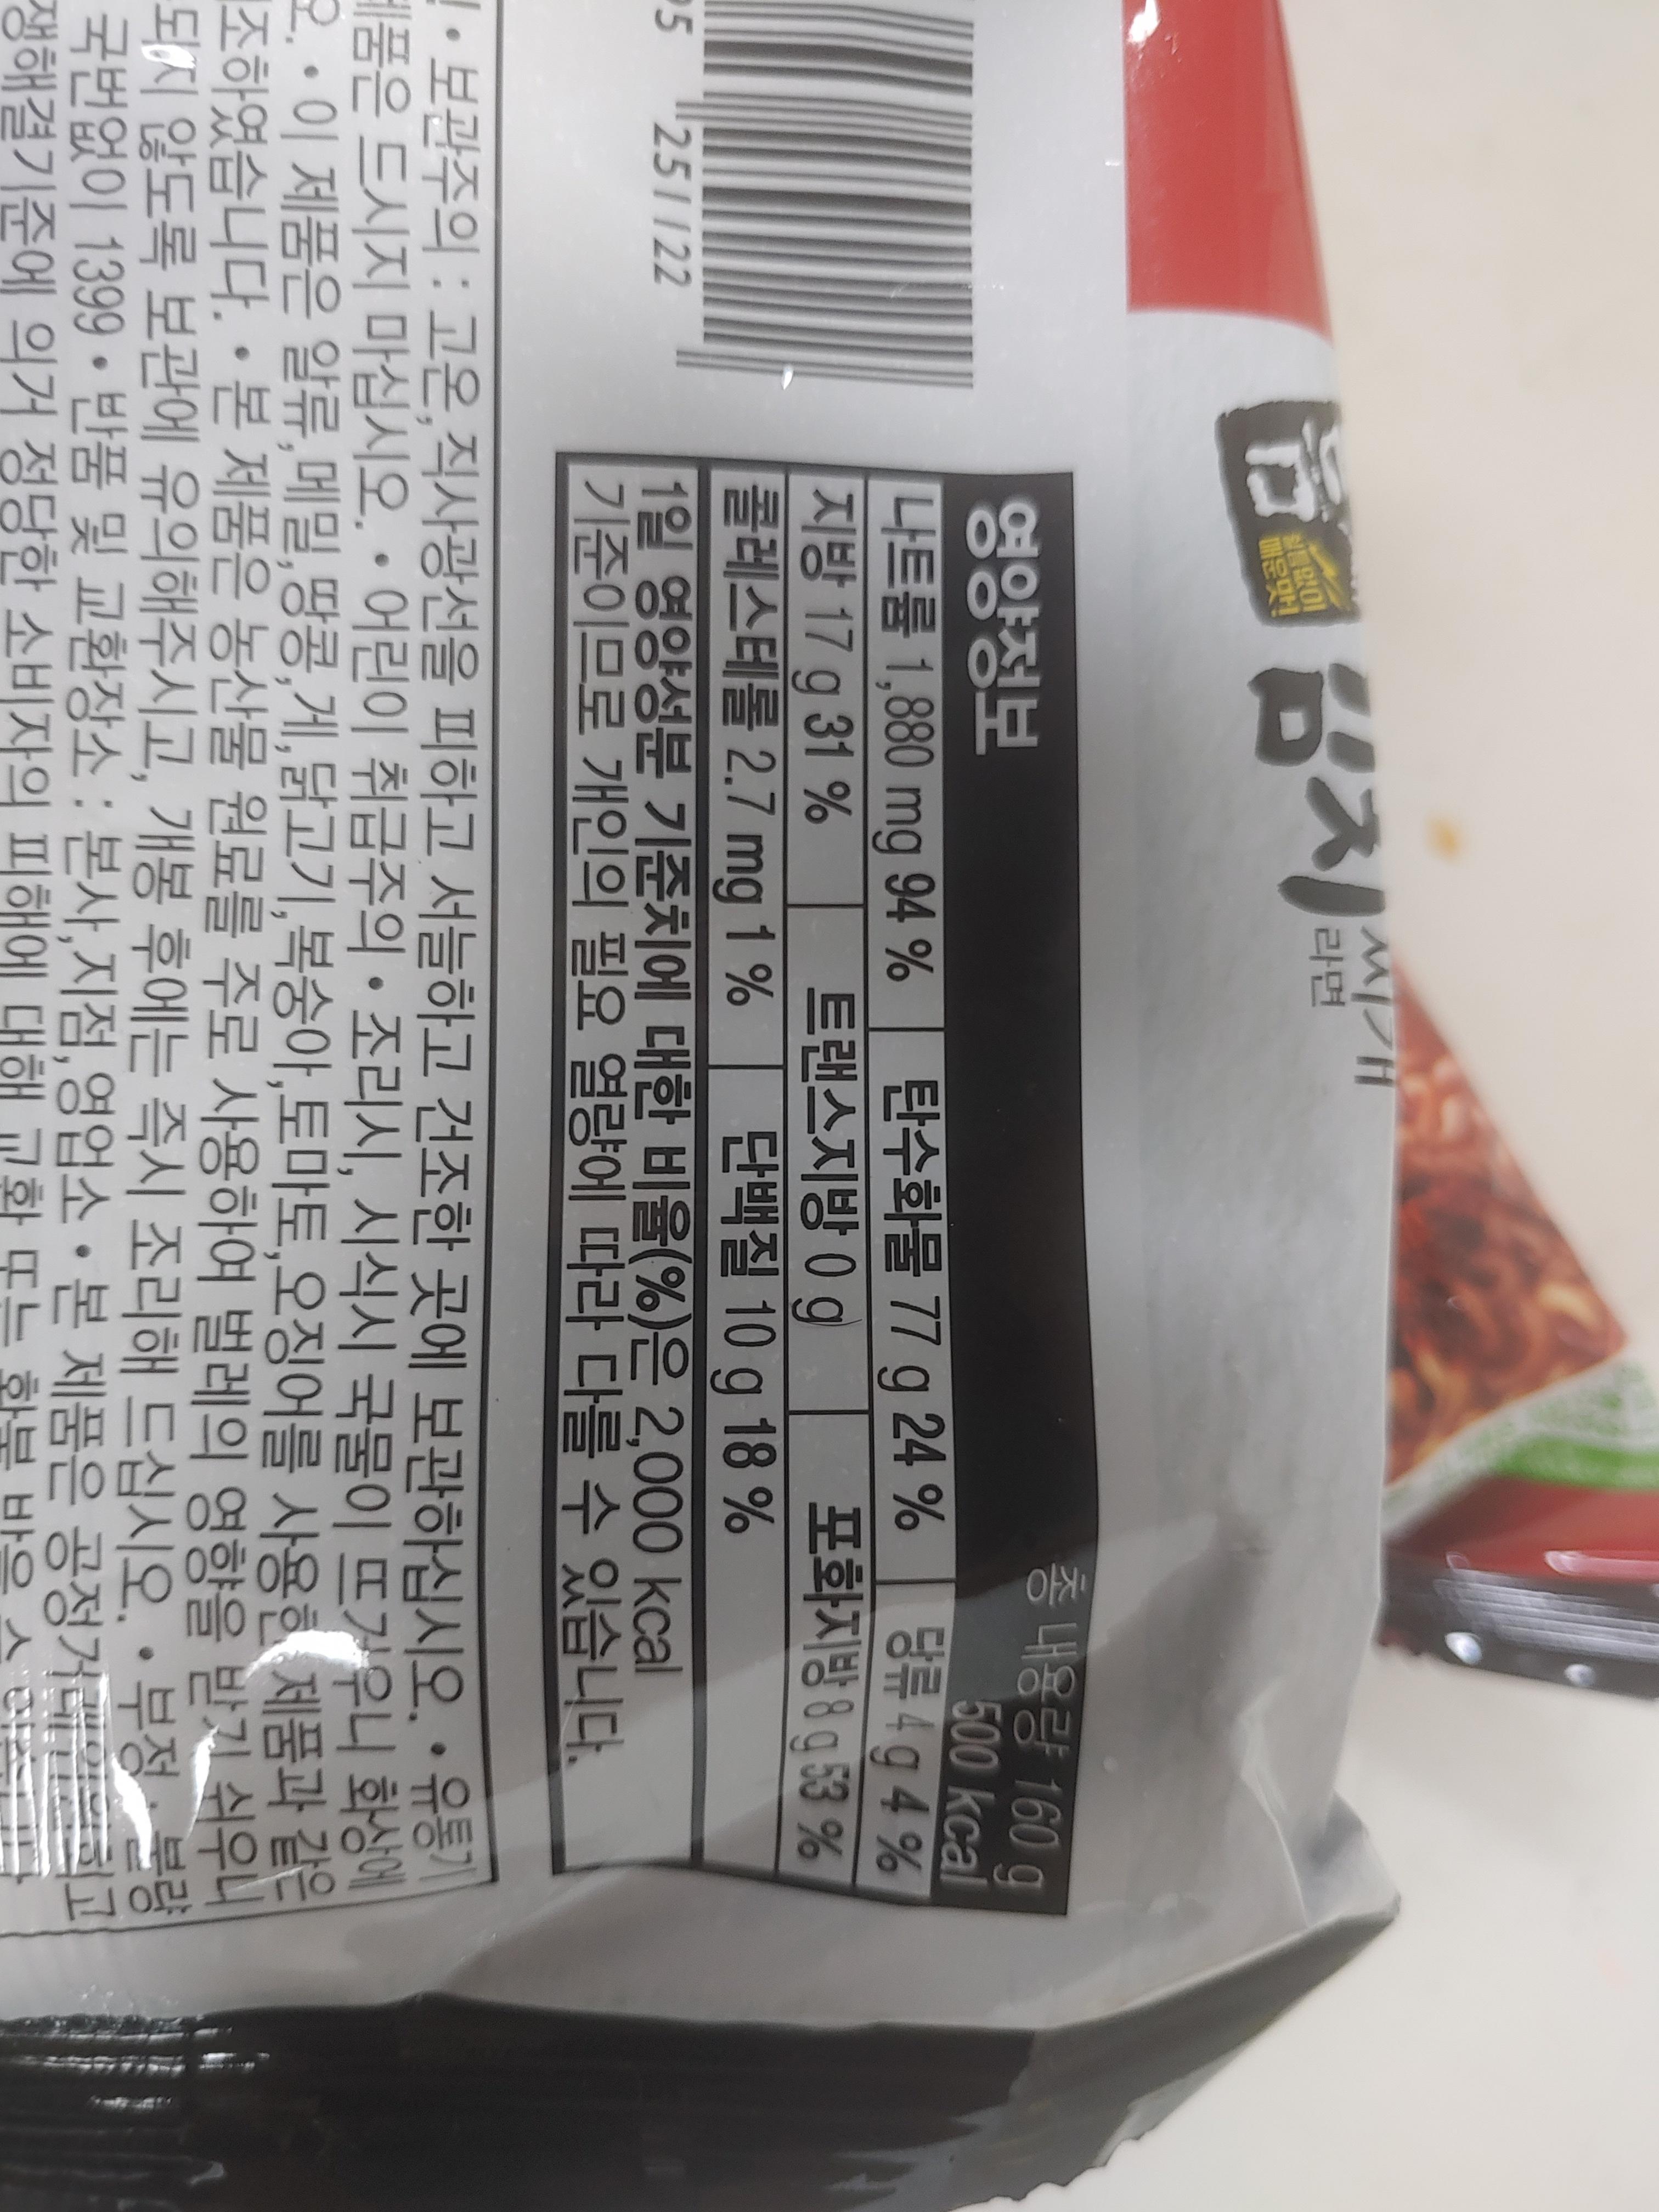 김치 찌개
라면
틈
매운맛!
95 251122
영양정보
총 내용량 160 g
500 kcal
나트륨 1,880 mg 94 % 탄수화물 77 g 24 % 당류 4 g 4 %
지방 17 g 31 % 트랜스지방 0 g 포화지방 8 g 53 %
콜레스테롤 2.7 mg 1 % 단백질 10 g 18 %
1일 영양성분 기준치에 대한 비율(%)은 2,000 kcal
기준이므로 개인의 필요 열량에 따라 다를 수 있습니다.
• 보관주의 : 고온, 직사광선을 피하고 서늘하고 건조한 곳에 보관하십시오. • 유통기
제품은 드시지 마십시오. • 어린이 취급주의 • 조리시, 시식시 국물이 뜨거우니 화상에
요. • 이 제품은 알류,메밀,땅콩,게,닭고기,복숭아,토마토,오징어를 사용한 제품과 같은
조하였습니다. • 본 제품은 농산물 원료를 주로 사용하여 벌레의 영향을 받기 쉬우니
되지 않도록 보관에 유의해주시고, 개봉 후에는 즉시 조리해 드십시오. • 부정·불량
국번없이 1399 • 반품 및 교환장소 : 본사,지점,영업소 • 본 제품은 공정거래위원회고
쟁해결기준에 의거 정당한 소비자의 피해에 대해 교환 또는 환불 받을 수